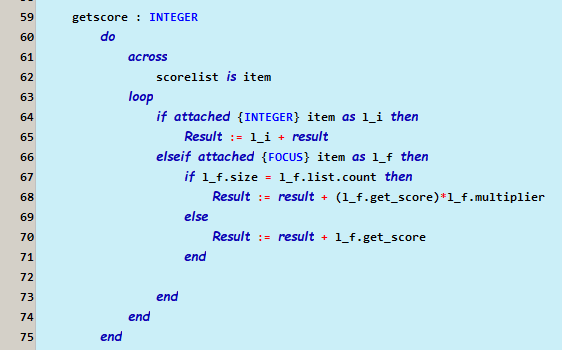 59 getscore : INTEGER
60 do
61 across
62 scorelist is item
63 loop
64 if attached {INTEGER} item as l_i then
65 Result := l_i + result
66 elseif attached {FOCUS} item as l_f then
67 if l_f.size = l_f.list.count then
68 Result := result + (l_f.get_score)*l_f.multiplier
69 else
70 Result := result + l_f.get_score
71 end
72
73 end
74 end
75 end